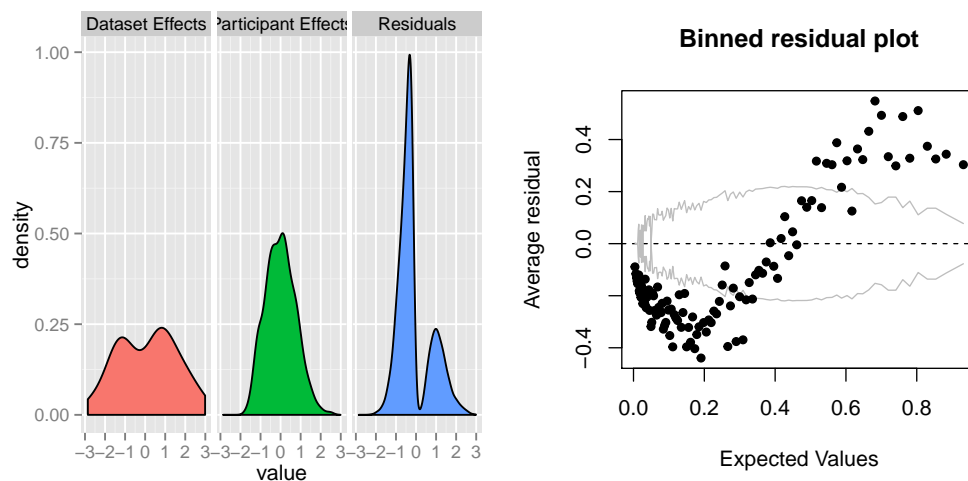 Dataset Effects
Participant Effects
Residuals
1.00
0.75
0.50
0.25
0.00
density
−3−2−1 0 1 2 3
−3−2−1 0 1 2 3
−3−2−1 0 1 2 3
value
Binned residual plot
0.4
0.2
0.0
−0.4
Average residual
0.0 0.2 0.4 0.6 0.8
Expected Values